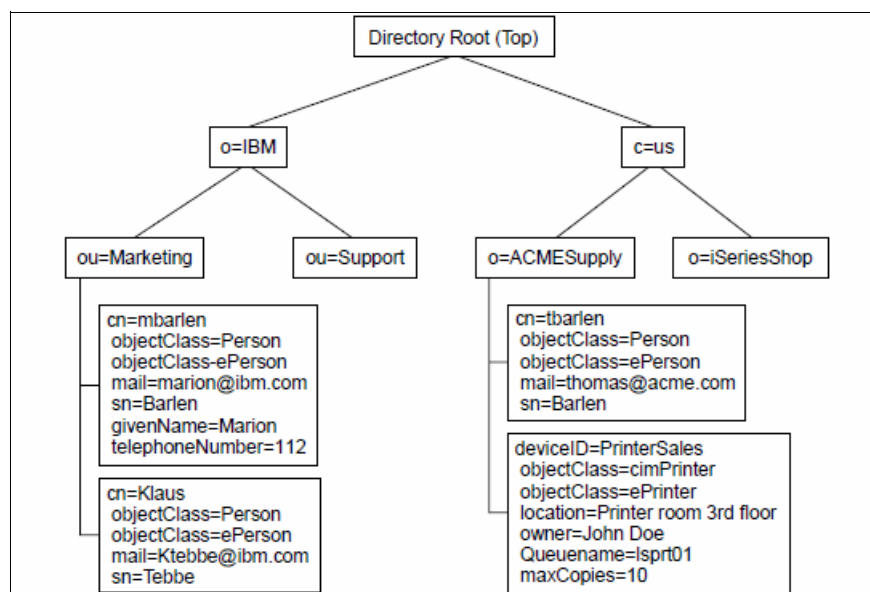 Directory Root (Top)
o=IBM
c=us
ou=Marketing
ou=Support
o=ACMESupply
o=iSeriesShop
cn=mbarlen
objectClass=Person
objectClass-ePerson
mail=marion@ibm.com
sn=Barlen
givenName=Marion
telephoneNumber=112
cn=Klaus
objectClass=Person
objectClass=ePerson
mail=Ktebbe@ibm.com
sn=Tebbe
cn=tbarlen
objectClass=Person
objectClass=ePerson
mail=thomas@acme.com
sn=Barlen
deviceID=PrinterSales
objectClass=cimPrinter
objectClass=ePrinter
location=Printer room 3rd floor
owner=John Doe
Queuename=lsprt01
maxCopies=10